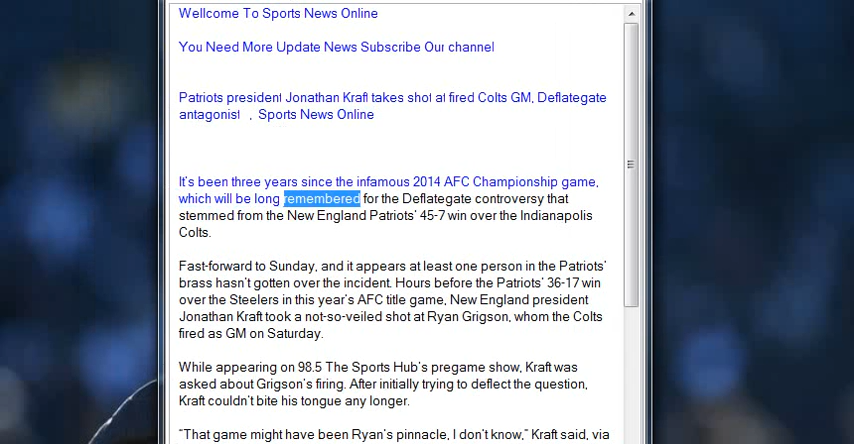 Wellcome To Sports News Online
You Need More Update News Subscribe Our channel
Patriots president Jonathan Kraft takes shot at fired Colts GM, Deflategate
antagonist , Sports News Online
It's been three years since the infamous 2014 AFC Championship game,
which will be long remembered for the Deflategate controversy that
stemmed from the New England Patriots' 45-7 win over the Indianapolis
Colts.
Fast-forward to Sunday, and it appears at least one person in the Patriots'
brass hasn't gotten over the incident. Hours before the Patriots' 36-17 win
over the Steelers in this year's AFC title game, New England president
Jonathan Kraft took a not-so-veiled shot at Ryan Grigson, whom the Colts
fired as GM on Saturday.
While appearing on 98.5 The Sports Hub's pregame show, Kraft was
asked about Grigson's firing. After initially trying to deflect the question,
Kraft couldn't bite his tongue any longer.
"That game might have been Ryan's pinnacle, I don't know," Kraft said, via